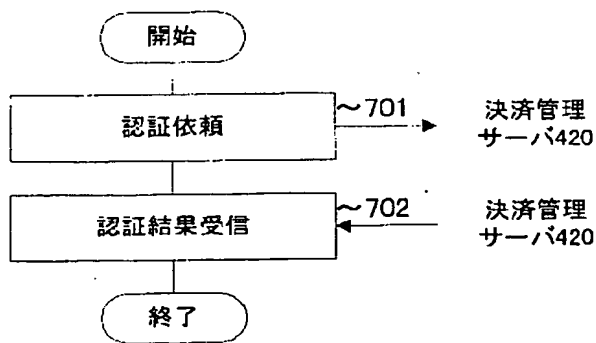 開始
認証依頼
~701
決済管理
サーバ420
認証結果受信
~702
決済管理
サーバ420
終了